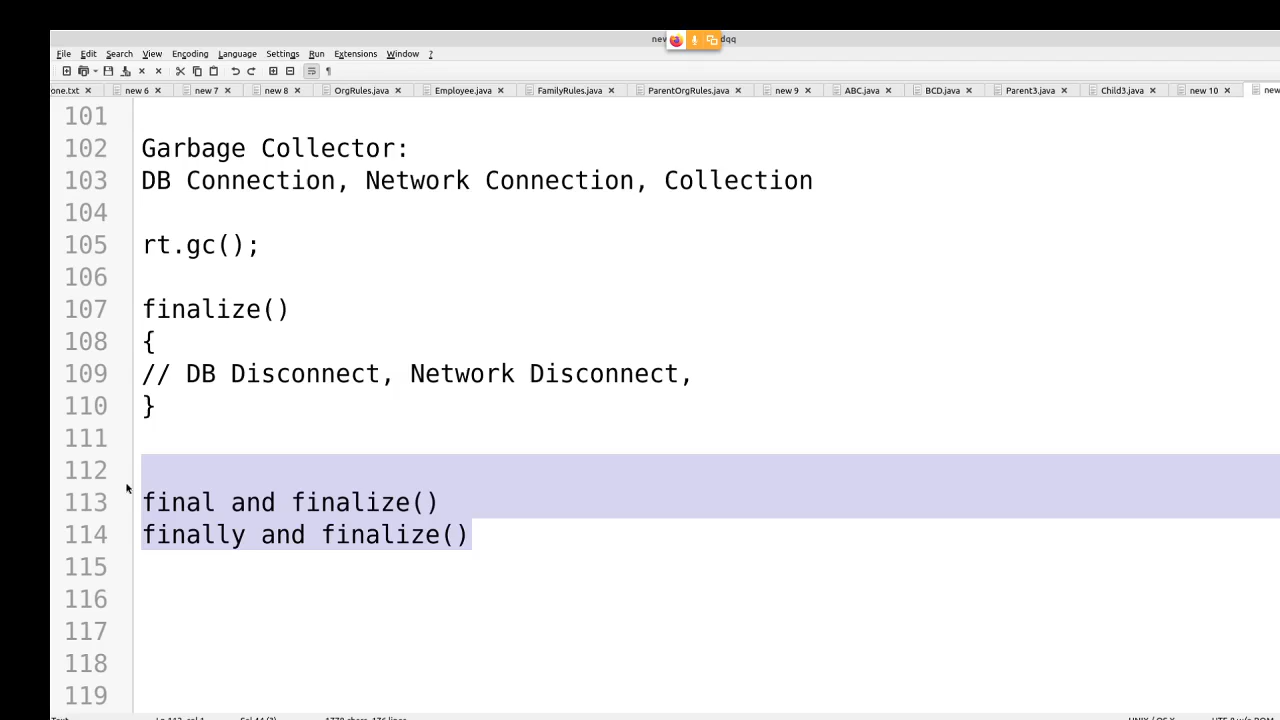 new dqq
File Edit Search View Encoding Language Settings Run Extensions Window ?
one.txt new 6 new 7 new 8 OrgRules.java Employee.java FamilyRules.java ParentOrgRules.java new 9 ABC.java BCD.java Parent3.java Child3.java new 10 new
101
102 Garbage Collector:
103 DB Connection, Network Connection, Collection
104
105 rt.gc();
106
107 finalize()
108 {
109 // DB Disconnect, Network Disconnect,
110 }
111
112
113 final and finalize()
114 finally and finalize()
115
116
117
118
119